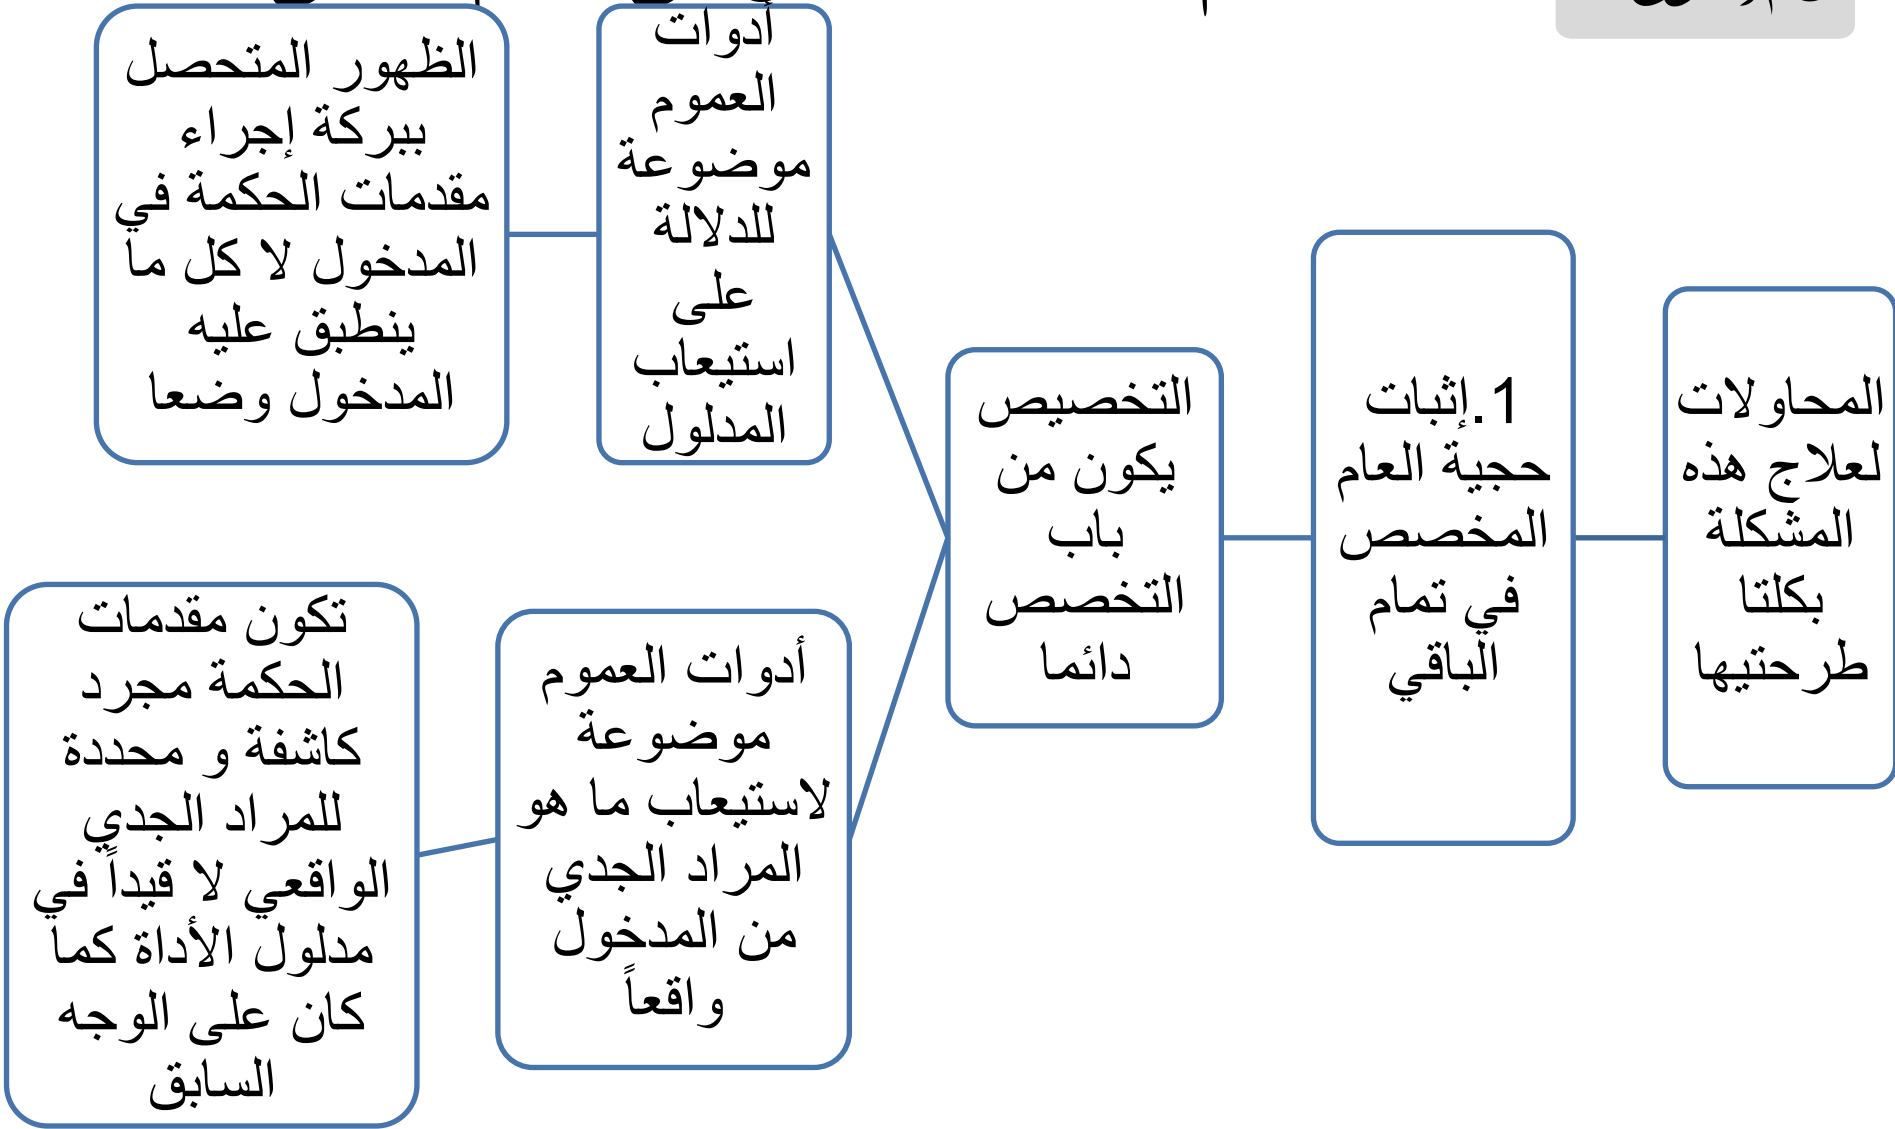 المحاولات
لعلاج هذه
المشكلة
بكلتا
طرحتيها
1.إثبات
حجية العام
المخصص
في تمام
الباقي
التخصيص
يكون من
باب
التخصص
دائما
أدوات
العموم
موضوعة
للدلالة
على
استيعاب
المدلول
الظهور المتحصل
ببركة إجراء
مقدمات الحكمة في
المدخول لا كل ما
ينطبق عليه
المدخول وضعا
أدوات العموم
موضوعة
لاستيعاب ما هو
المراد الجدي
من المدخول
واقعاً
تكون مقدمات
الحكمة مجرد
كاشفة و محددة
للمراد الجدي
الواقعي لا قيداً في
مدلول الأداة كما
كان على الوجه
السابق